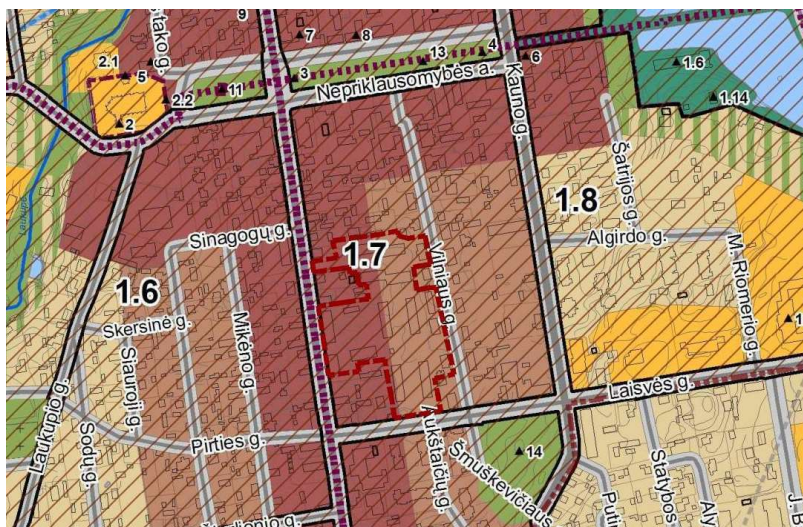 9
7
8
13
4
6
2.1
5
3
11
2.2
2
Nepriklausomybės a.
Kauno g.
1.6
1.14
Šatrijos g.
1.8
Sinagogų g.
1.7
Vilniaus g.
Algirdo g.
M. Riomerio g.
1.6
Skersinė g.
Mikėno g.
Siauroji g.
Laukupio g.
Sodų g.
Pirties g.
Laisvės g.
Aukštaičių g.
Šmuškevičiaus
14
Statybos